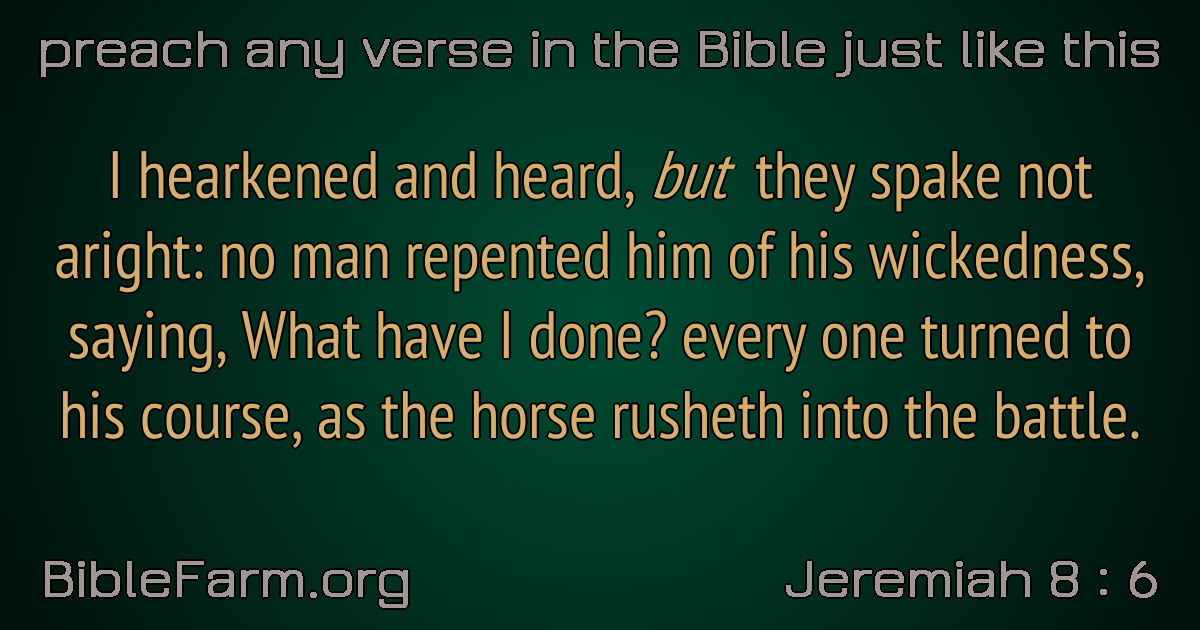 preach any verse in the Bible just like this
I hearkened and heard, but they spake not
aright: no man repented him of his wickedness,
saying, What have I done? every one turned to
his course, as the horse rusheth into the battle.
BibleFarm.org
Jeremiah 8 : 6